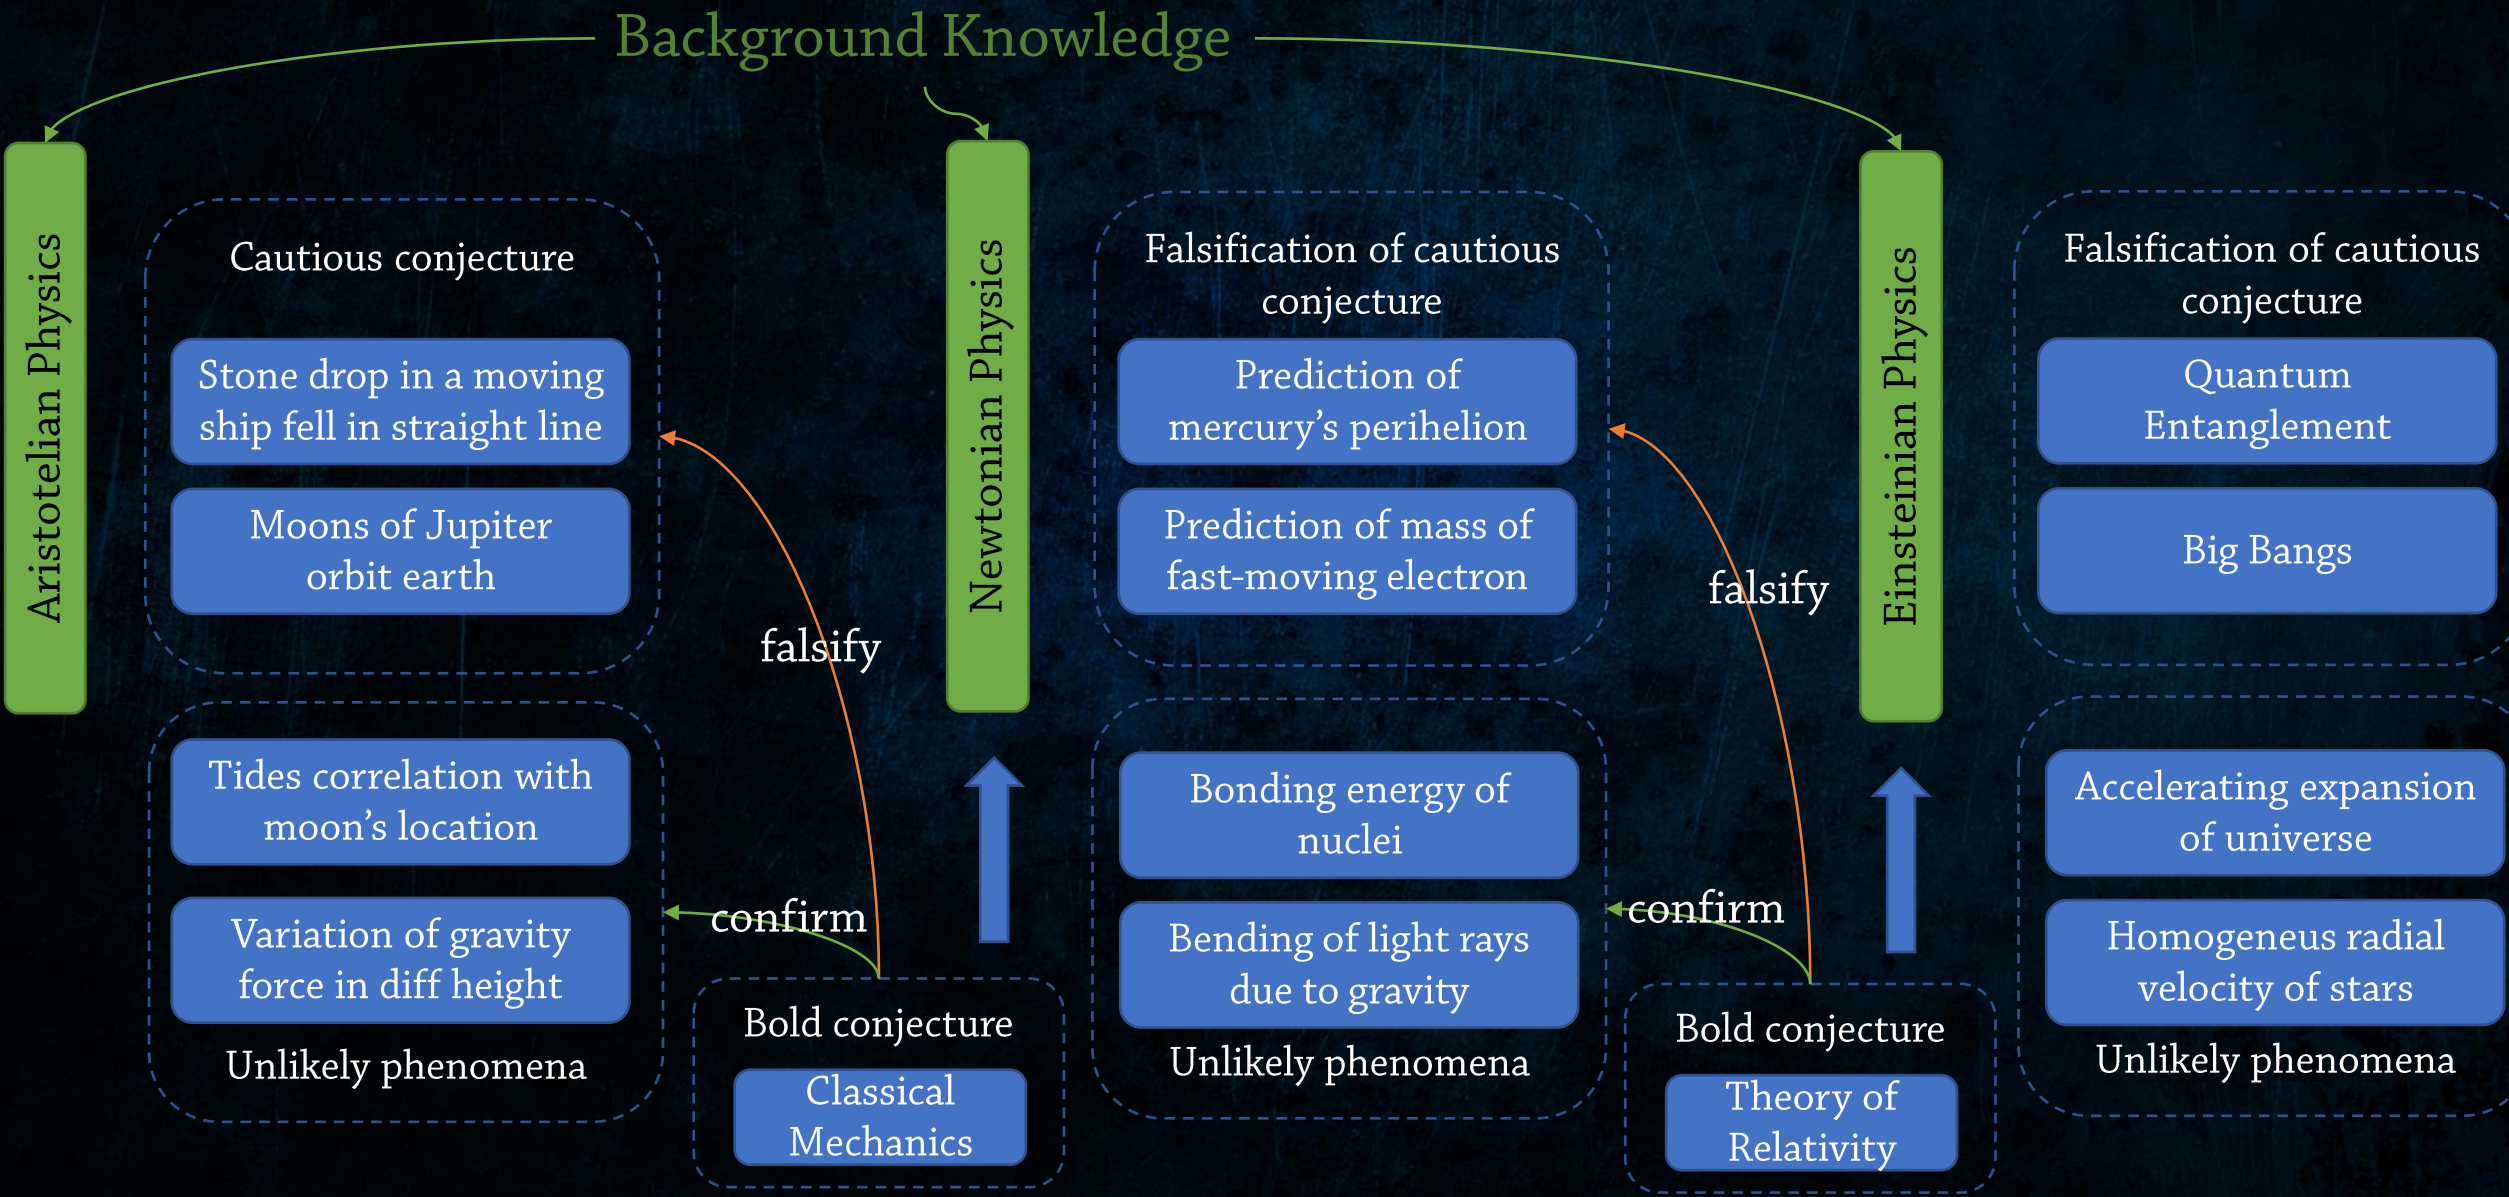 Background Knowledge
Aristotelian Physics
Cautious conjecture
Stone drop in a moving
ship fell in straight line
Moons of Jupiter
orbit earth
Tides correlation with
moon's location
Variation of gravity
force in diff height
Unlikely phenomena
falsify
confirm
Bold conjecture
Classical
Mechanics
Newtonian Physics
Falsification of cautious
conjecture
Prediction of
mercury's perihelion
Prediction of mass of
fast-moving electron
Bonding energy of
nuclei
Bending of light rays
due to gravity
Unlikely phenomena
falsify
confirm
Bold conjecture
Theory of
Relativity
Einsteinian Physics
Falsification of cautious
conjecture
Quantum
Entanglement
Big Bangs
Accelerating expansion
of universe
Homogeneus radial
velocity of stars
Unlikely phenomena